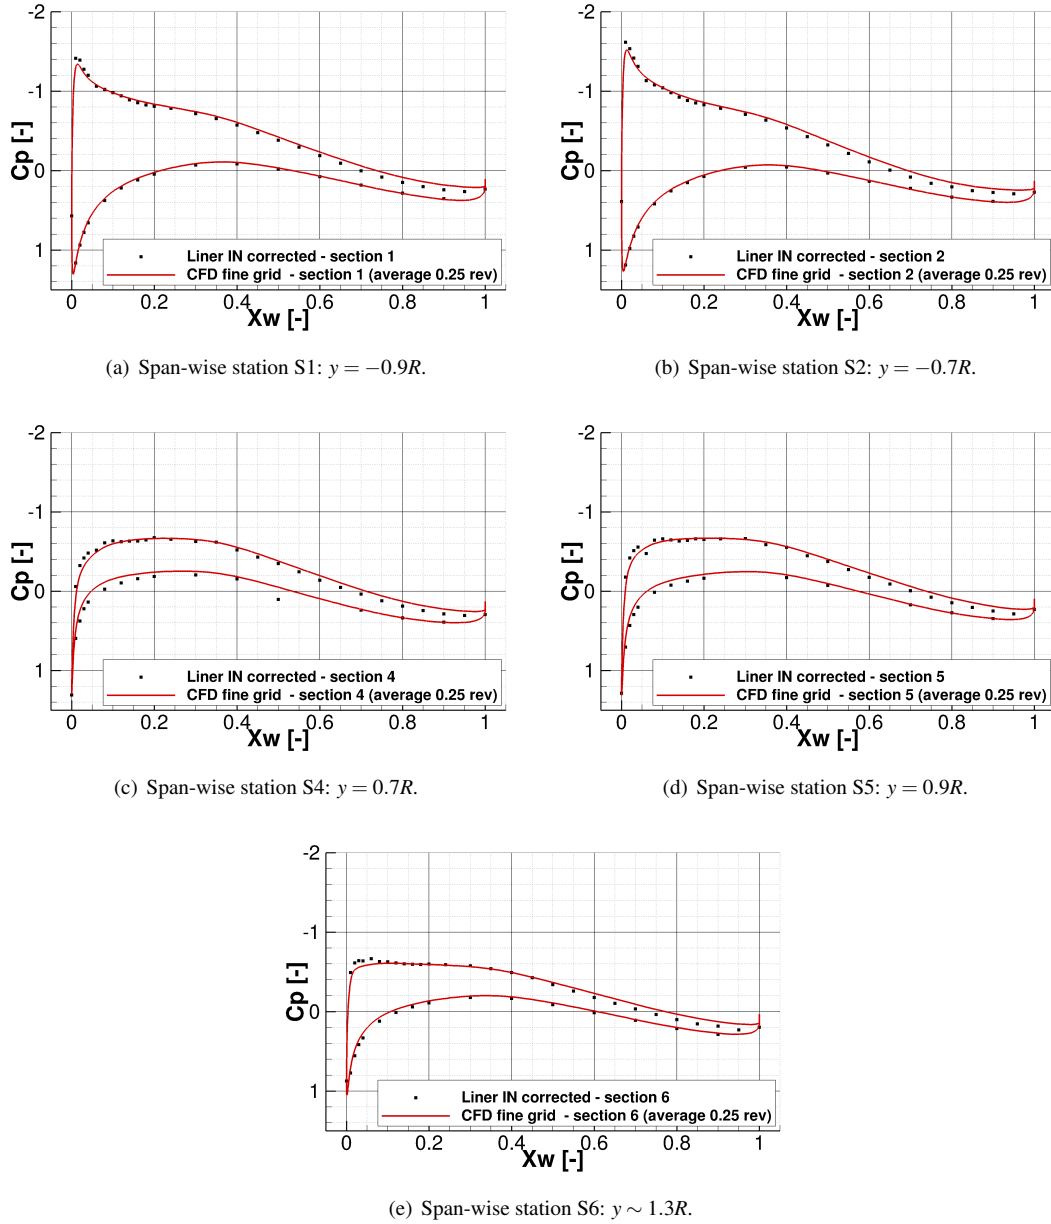 -2
-1
0
1
Cp [-]
Liner IN corrected - section 1
CFD fine grid - section 1 (average 0.25 rev)
0 0.2 0.4 0.6 0.8 1
Xw [-]
(a) Span-wise station S1: y = −0.9R.
-2
-1
0
1
Cp [-]
Liner IN corrected - section 2
CFD fine grid - section 2 (average 0.25 rev)
0 0.2 0.4 0.6 0.8 1
Xw [-]
(b) Span-wise station S2: y = −0.7R.
-2
-1
0
1
Cp [-]
Liner IN corrected - section 4
CFD fine grid - section 4 (average 0.25 rev)
0 0.2 0.4 0.6 0.8 1
Xw [-]
(c) Span-wise station S4: y = 0.7R.
-2
-1
0
1
Cp [-]
Liner IN corrected - section 5
CFD fine grid - section 5 (average 0.25 rev)
0 0.2 0.4 0.6 0.8 1
Xw [-]
(d) Span-wise station S5: y = 0.9R.
-2
-1
0
1
Cp [-]
Liner IN corrected - section 6
CFD fine grid - section 6 (average 0.25 rev)
0 0.2 0.4 0.6 0.8 1
Xw [-]
(e) Span-wise station S6: y ∼ 1.3R.